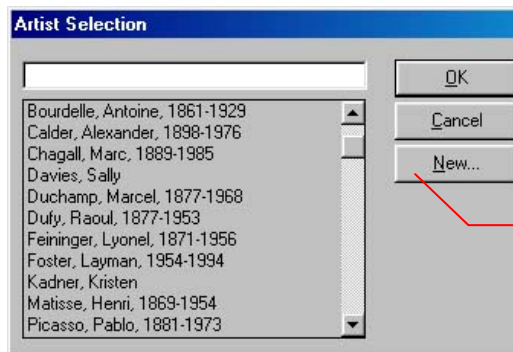 Artist Selection
OK
Cancel
New...
Bourdelle, Antoine, 1861-1929
Calder, Alexander, 1898-1976
Chagall, Marc, 1889-1985
Davies, Sally
Duchamp, Marcel, 1877-1968
Dufy, Raoul, 1877-1953
Feininger, Lyonel, 1871-1956
Foster, Layman, 1954-1994
Kadner, Kristen
Matisse, Henri, 1869-1954
Picasso, Pablo, 1881-1973